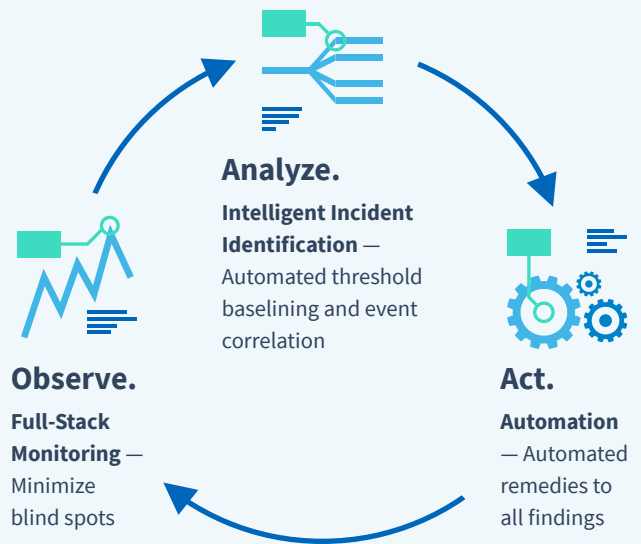 Analyze.
Intelligent Incident
Identification —
Automated threshold
baselining and event
correlation
Observe.
Full-Stack
Monitoring —
Minimize
blind spots
Act.
Automation
— Automated
remedies to
all findings